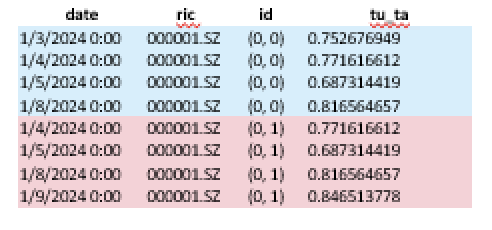 date ric id tu_ta
1/3/2024 0:00 000001.SZ (0, 0) 0.752676949
1/4/2024 0:00 000001.SZ (0, 0) 0.771616612
1/5/2024 0:00 000001.SZ (0, 0) 0.687314419
1/8/2024 0:00 000001.SZ (0, 0) 0.816564657
1/4/2024 0:00 000001.SZ (0, 1) 0.771616612
1/5/2024 0:00 000001.SZ (0, 1) 0.687314419
1/8/2024 0:00 000001.SZ (0, 1) 0.816564657
1/9/2024 0:00 000001.SZ (0, 1) 0.846513778